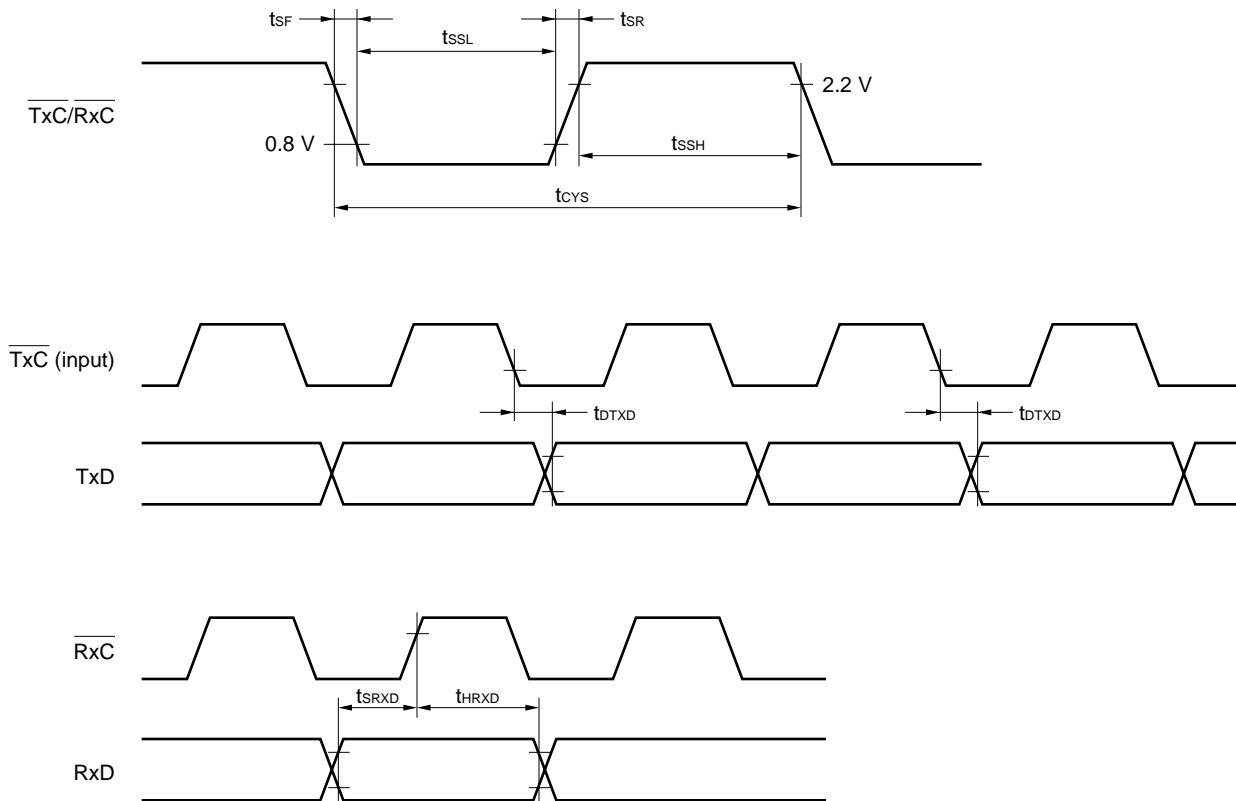 tSF
tSSL
tSR
TxC/RxC
2.2 V
0.8 V
tSSH
tCYS
TxC (input)
tDTXD
tDTXD
TxD
RxC
tSRXD
tHRXD
RxD